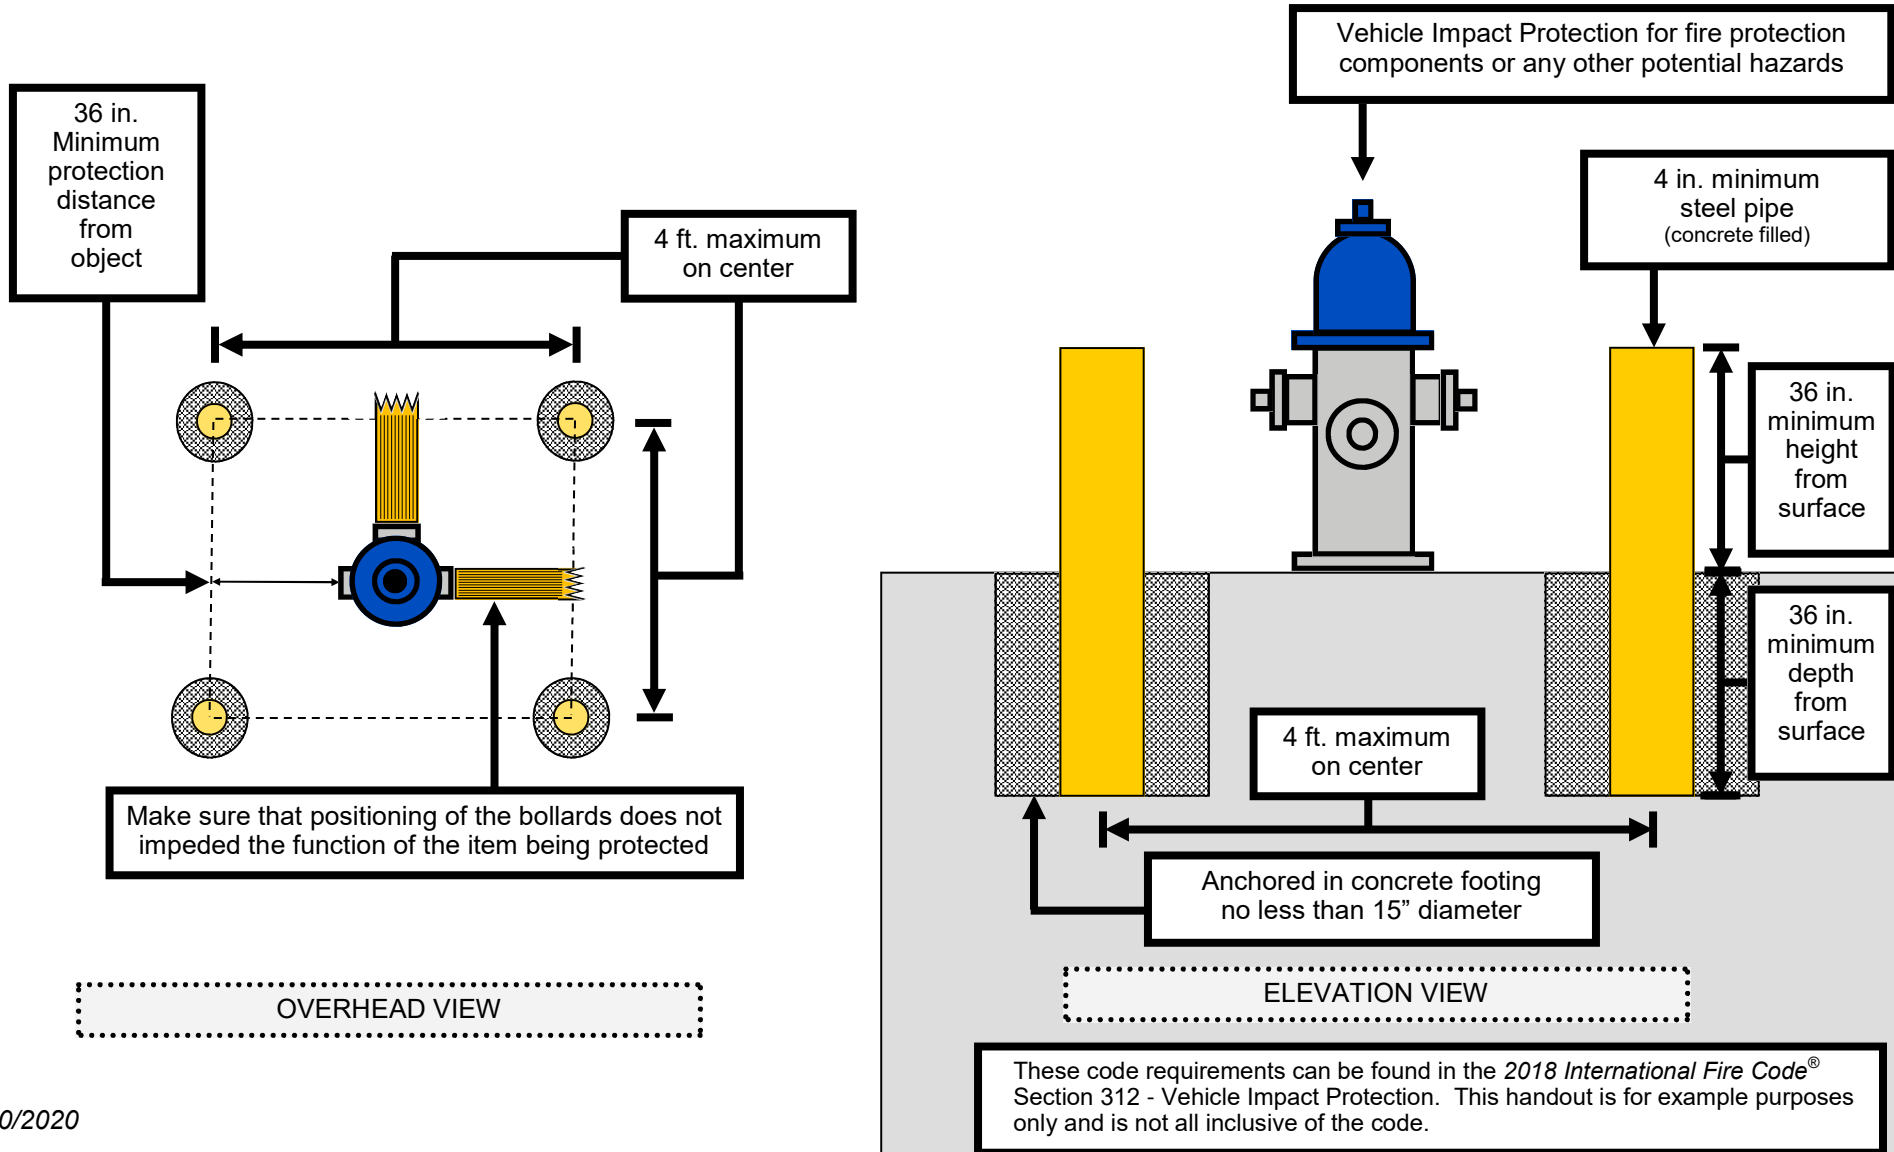 Vehicle Impact Protection for fire protection
components or any other potential hazards
36 in.
Minimum
protection
distance
from
object
4 ft. maximum
on center
4 in. minimum
steel pipe
(concrete filled)
36 in.
minimum
height
from
surface
36 in.
minimum
depth
from
surface
4 ft. maximum
on center
Make sure that positioning of the bollards does not
impeded the function of the item being protected
Anchored in concrete footing
no less than 15” diameter
OVERHEAD VIEW
ELEVATION VIEW
These code requirements can be found in the 2018 International Fire Code®
Section 312 - Vehicle Impact Protection. This handout is for example purposes
only and is not all inclusive of the code.
0/2020